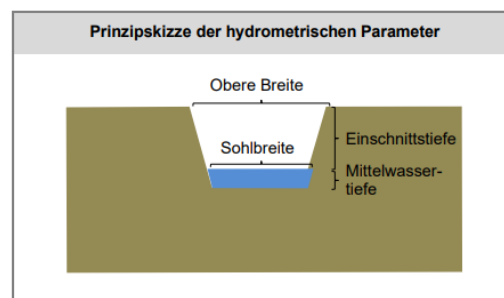 Prinzipskizze der hydrometrischen Parameter
Obere Breite
Sohlbreite
Einschnittstiefe
Mittelwasser-
tiefe